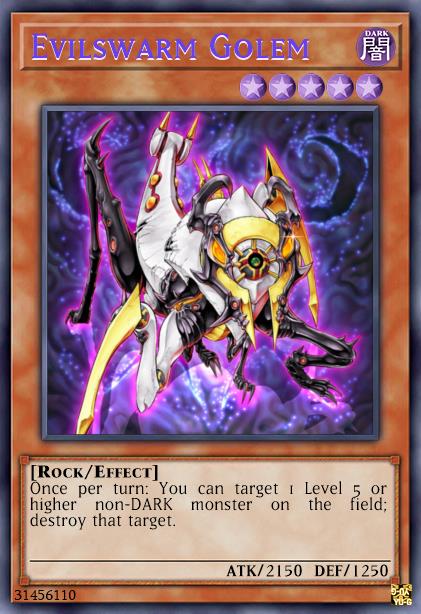 Evilswarm Golem
DARK
闇
[Rock/Effect]
Once per turn: You can target 1 Level 5 or
higher non-DARK monster on the field;
destroy that target.
ATK/2150 DEF/1250
31456110